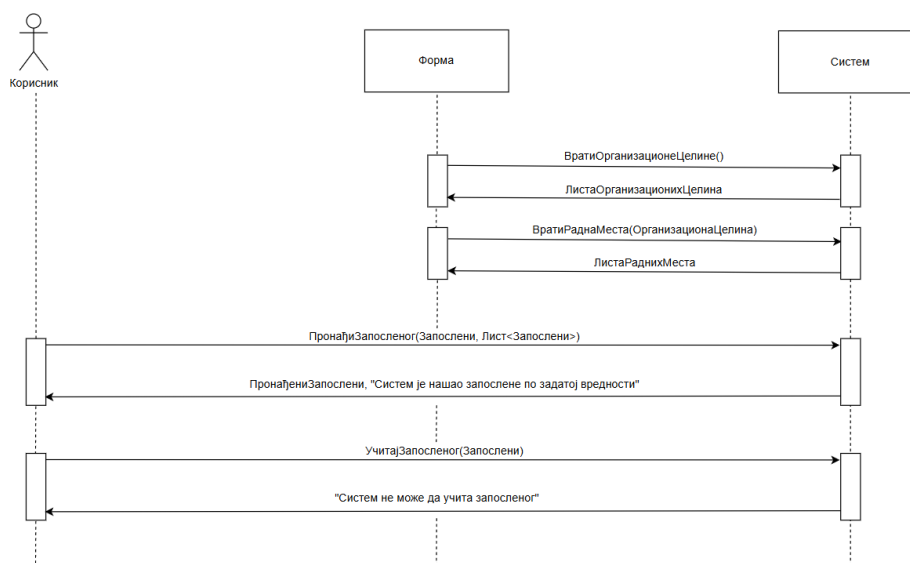 Корисник
Форма
Систем
ВратиОрганизационеЦелине()
ЛистаОрганизационихЦелина
ВратиРаднаМеста(ОрганизационаЦелина)
ЛистаРаднихМеста
ПронађиЗапосленог(Запослени, Лист<Запослени>)
ПронађениЗапослени, "Систем је нашао запослене по задатој вредности"
УчитајЗапосленог(Запослени)
"Систем не може да учита запосленог"